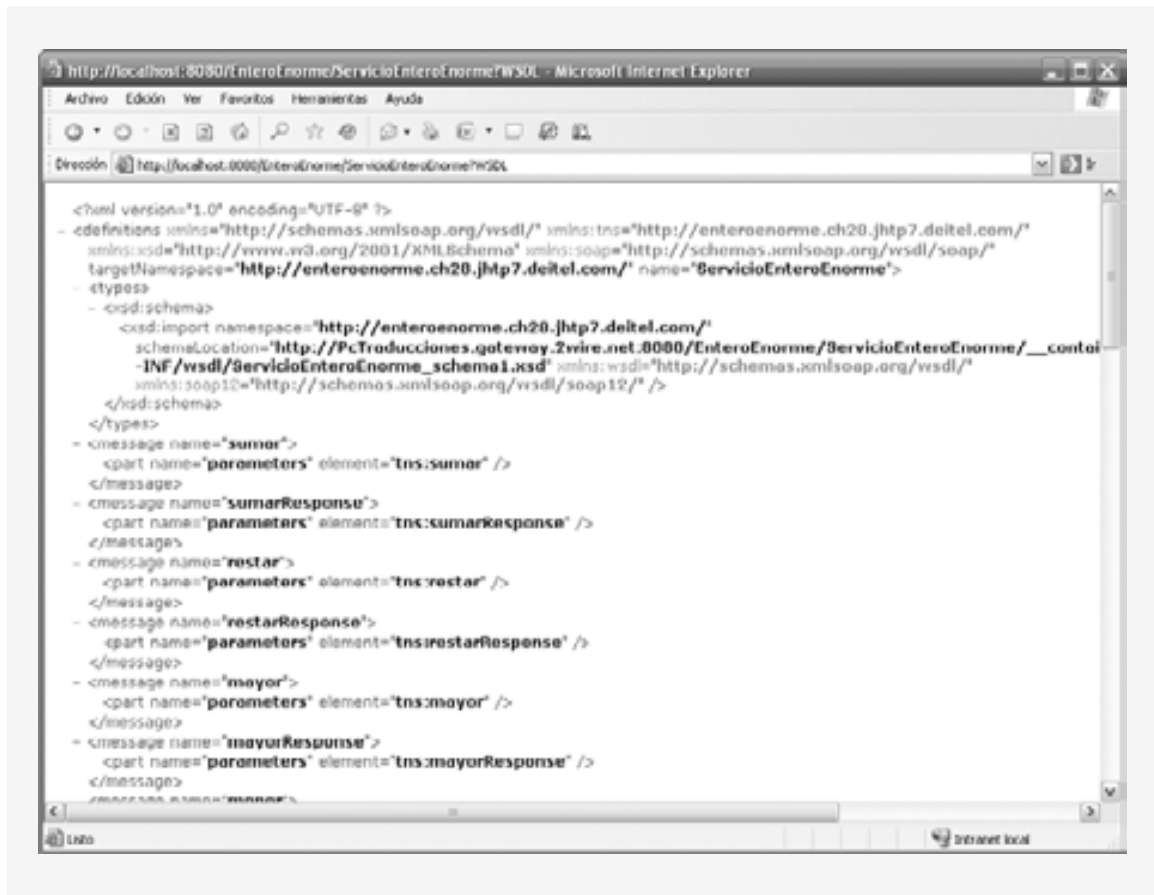 http://localhost:8080/EnteroEnorme/ServicioEnteroEnorme?WSDL - Microsoft Internet Explorer
Archivo Edición Ver Favoritos Herramientas Ayuda
Dirección http://localhost:8080/EnteroEnorme/ServicioEnteroEnorme?WSDL Ir
<?xml version="1.0" encoding="UTF-8" ?>
- <definitions xmlns="http://schemas.xmlsoap.org/wsdl/" xmlns:tns="http://enteroenorme.ch28.jhtp7.deitel.com/"
xmlns:xsd="http://www.w3.org/2001/XMLSchema" xmlns:soap="http://schemas.xmlsoap.org/wsdl/soap/"
targetNamespace="http://enteroenorme.ch28.jhtp7.deitel.com/" name="ServicioEnteroEnorme">
- <types>
- <xsd:schema>
<xsd:import namespace="http://enteroenorme.ch28.jhtp7.deitel.com/"
schemaLocation="http://PcTraducciones.gateway.2wire.net:8080/EnteroEnorme/ServicioEnteroEnorme/__contai
-INF/wsdl/ServicioEnteroEnorme_schema1.xsd" xmlns:wsdl="http://schemas.xmlsoap.org/wsdl/"
xmlns:soap12="http://schemas.xmlsoap.org/wsdl/soap12/" />
</xsd:schema>
</types>
- <message name="sumar">
<part name="parameters" element="tns:sumar" />
</message>
- <message name="sumarResponse">
<part name="parameters" element="tns:sumarResponse" />
</message>
- <message name="restar">
<part name="parameters" element="tns:restar" />
</message>
- <message name="restarResponse">
<part name="parameters" element="tns:restarResponse" />
</message>
- <message name="mayor">
<part name="parameters" element="tns:mayor" />
</message>
- <message name="mayorResponse">
<part name="parameters" element="tns:mayorResponse" />
</message>
- <message name="menor">
Listo Intranet local